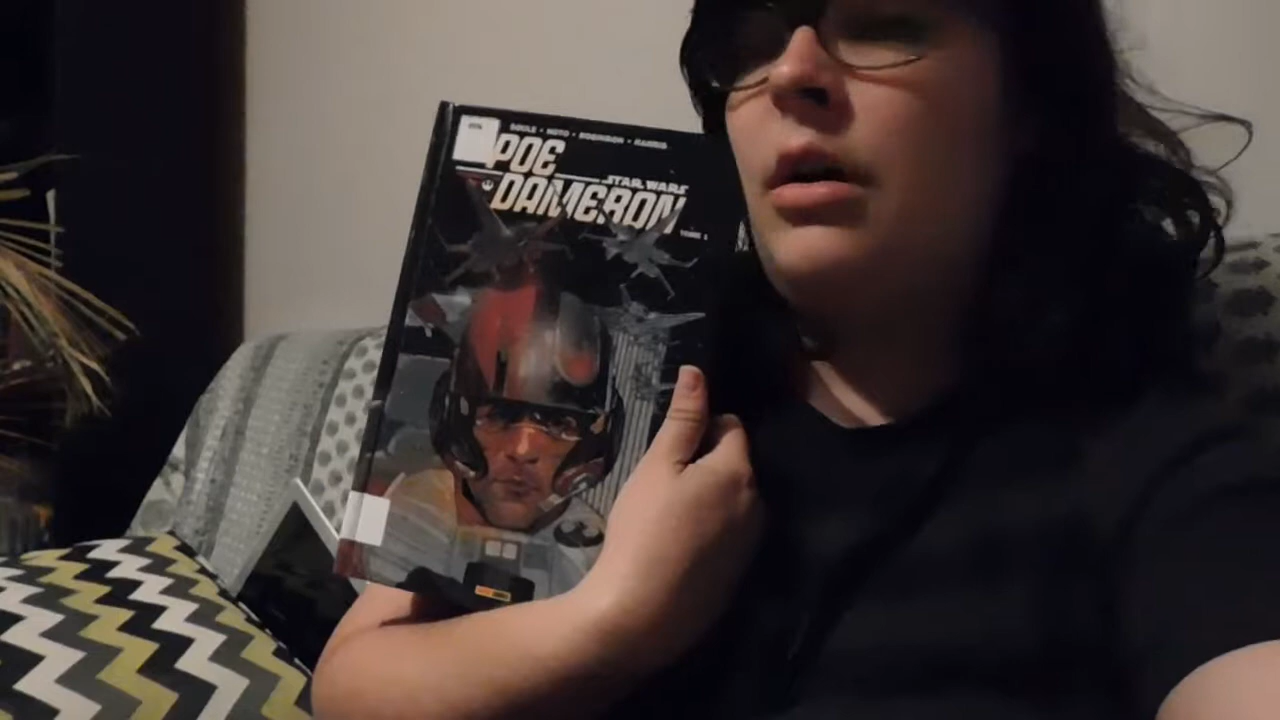 SOULE • NOTO • ROBINSON • HARRIS
POE
STAR WARS
DAMERON
TOME 1